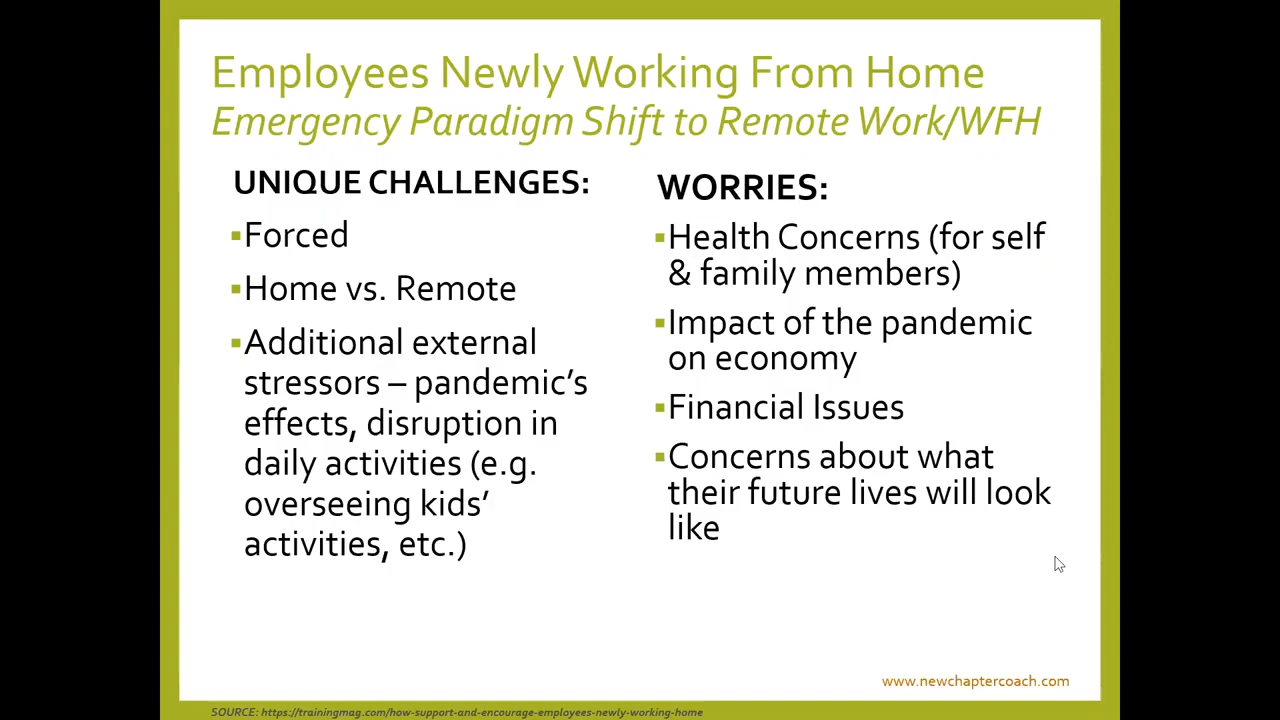 Employees Newly Working From Home
Emergency Paradigm Shift to Remote Work/WFH
UNIQUE CHALLENGES:
▪Forced
▪Home vs. Remote
▪Additional external
stressors – pandemic’s
effects, disruption in
daily activities (e.g.
overseeing kids’
activities, etc.)
WORRIES:
▪Health Concerns (for self
& family members)
▪Impact of the pandemic
on economy
▪Financial Issues
▪Concerns about what
their future lives will look
like
www.newchaptercoach.com
SOURCE: https://trainingmag.com/how-support-and-encourage-employees-newly-working-home